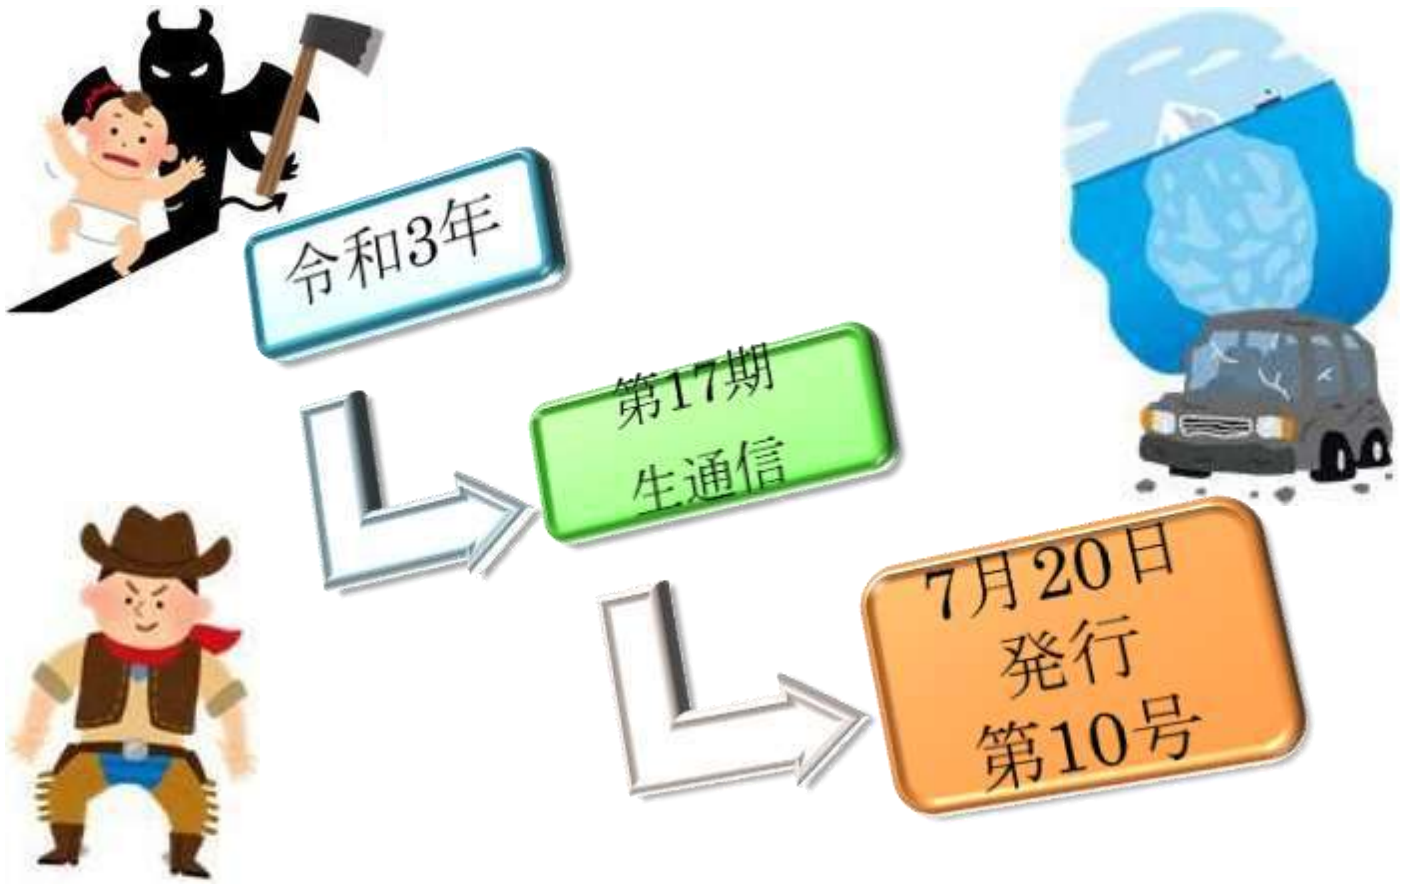 令和3年
第17期
生通信
7月20日
発行
第10号